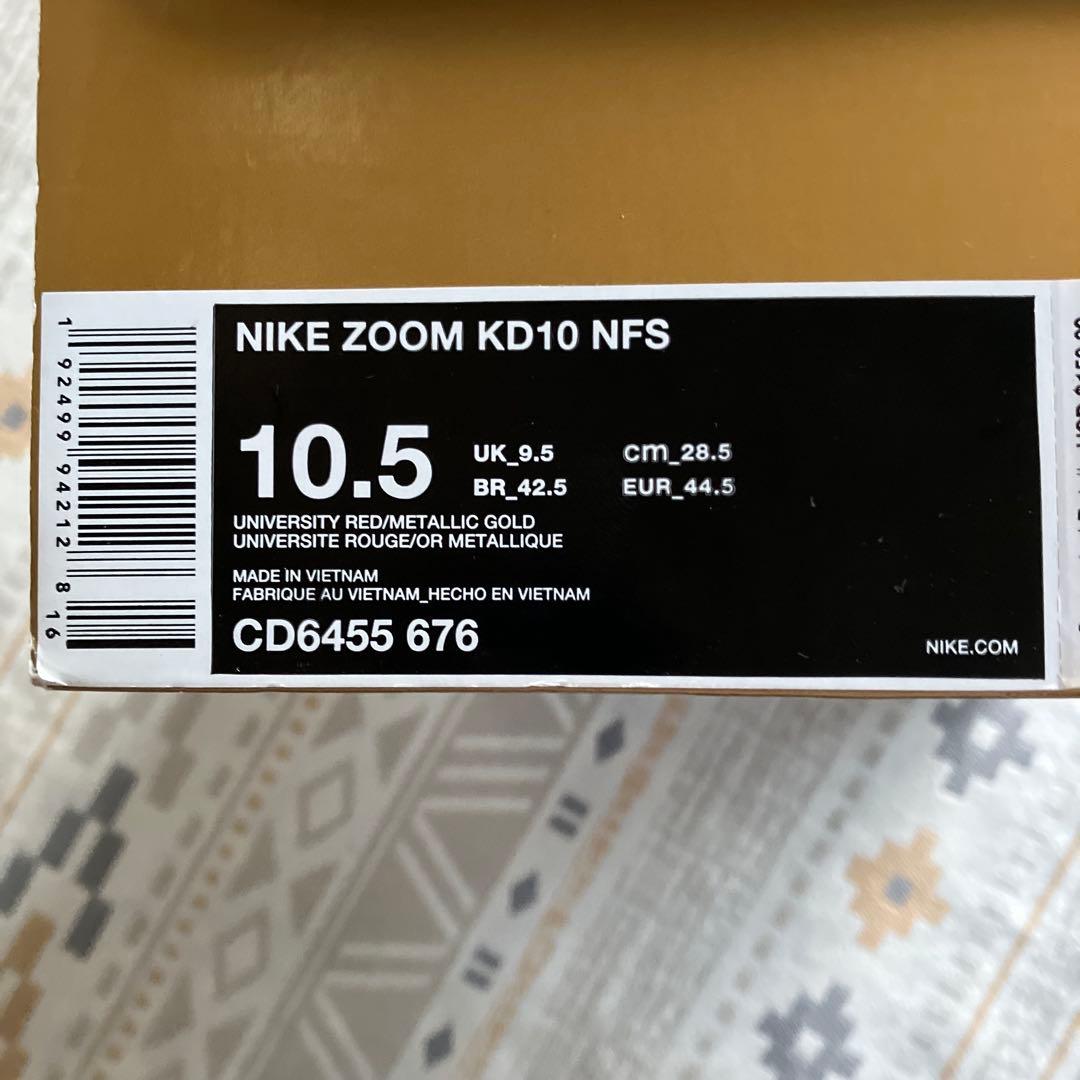 NIKE ZOOM KD10 NFS
10.5
UK_9.5 cm_28.5
BR_42.5 EUR_44.5
UNIVERSITY RED/METALLIC GOLD
UNIVERSITE ROUGE/OR METALLIQUE
MADE IN VIETNAM
FABRIQUE AU VIETNAM_HECHO EN VIETNAM
CD6455 676
NIKE.COM
1 92499 94212 8 16